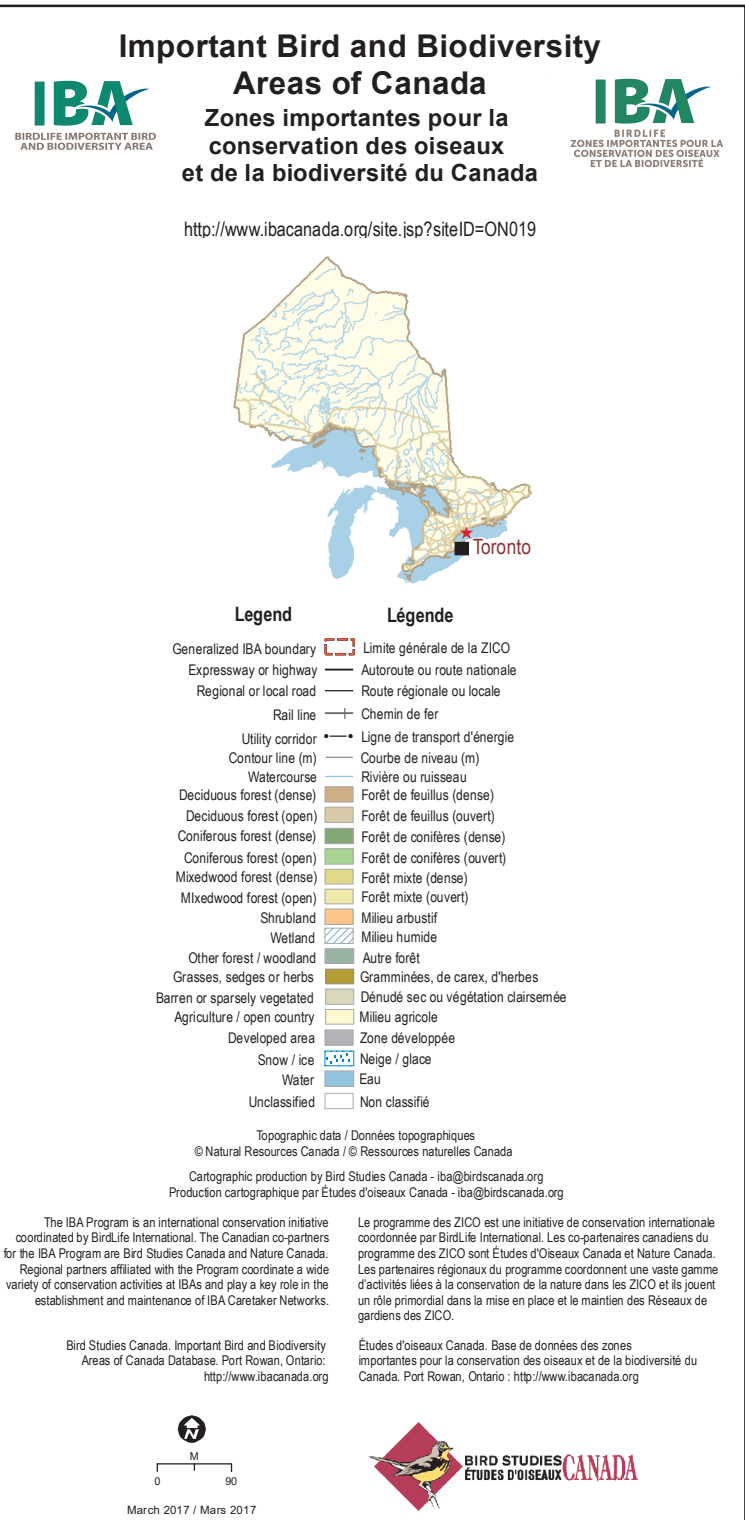 Important Bird and Biodiversity
Areas of Canada
Zones importantes pour la
conservation des oiseaux
et de la biodiversité du Canada
IBA
BIRDLIFE IMPORTANT BIRD
AND BIODIVERSITY AREA
IBA
BIRDLIFE
ZONES IMPORTANTES POUR LA
CONSERVATION DES OISEAUX
ET DE LA BIODIVERSITÉ
http://www.ibacanada.org/site.jsp?siteID=ON019
Toronto
Legend Légende
Generalized IBA boundary Limite générale de la ZICO
Expressway or highway Autoroute ou route nationale
Regional or local road Route régionale ou locale
Rail line Chemin de fer
Utility corridor Ligne de transport d'énergie
Contour line (m) Courbe de niveau (m)
Watercourse Rivière ou ruisseau
Deciduous forest (dense) Forêt de feuillus (dense)
Deciduous forest (open) Forêt de feuillus (ouvert)
Coniferous forest (dense) Forêt de conifères (dense)
Coniferous forest (open) Forêt de conifères (ouvert)
Mixedwood forest (dense) Forêt mixte (dense)
MIxedwood forest (open) Forêt mixte (ouvert)
Shrubland Milieu arbustif
Wetland Milieu humide
Other forest / woodland Autre forêt
Grasses, sedges or herbs Gramminées, de carex, d'herbes
Barren or sparsely vegetated Dénudé sec ou végétation clairsemée
Agriculture / open country Milieu agricole
Developed area Zone développée
Snow / ice Neige / glace
Water Eau
Unclassified Non classifié
Topographic data / Données topographiques
© Natural Resources Canada / © Ressources naturelles Canada
Cartographic production by Bird Studies Canada - iba@birdscanada.org
Production cartographique par Études d'oiseaux Canada - iba@birdscanada.org
The IBA Program is an international conservation initiative
coordinated by BirdLife International. The Canadian co-partners
for the IBA Program are Bird Studies Canada and Nature Canada.
Regional partners affiliated with the Program coordinate a wide
variety of conservation activities at IBAs and play a key role in the
establishment and maintenance of IBA Caretaker Networks.
Le programme des ZICO est une initiative de conservation internationale
coordonnée par BirdLife International. Les co-partenaires canadiens du
programme des ZICO sont Études d'Oiseaux Canada et Nature Canada.
Les partenaires régionaux du programme coordonnent une vaste gamme
d'activités liées à la conservation de la nature dans les ZICO et ils jouent
un rôle primordial dans la mise en place et le maintien des Réseaux de
gardiens des ZICO.
Bird Studies Canada. Important Bird and Biodiversity
Areas of Canada Database. Port Rowan, Ontario:
http://www.ibacanada.org
Études d'oiseaux Canada. Base de données des zones
importantes pour la conservation des oiseaux et de la biodiversité du
Canada. Port Rowan, Ontario : http://www.ibacanada.org
N
M
0 90
March 2017 / Mars 2017
BIRD STUDIES
ÉTUDES D'OISEAUX CANADA